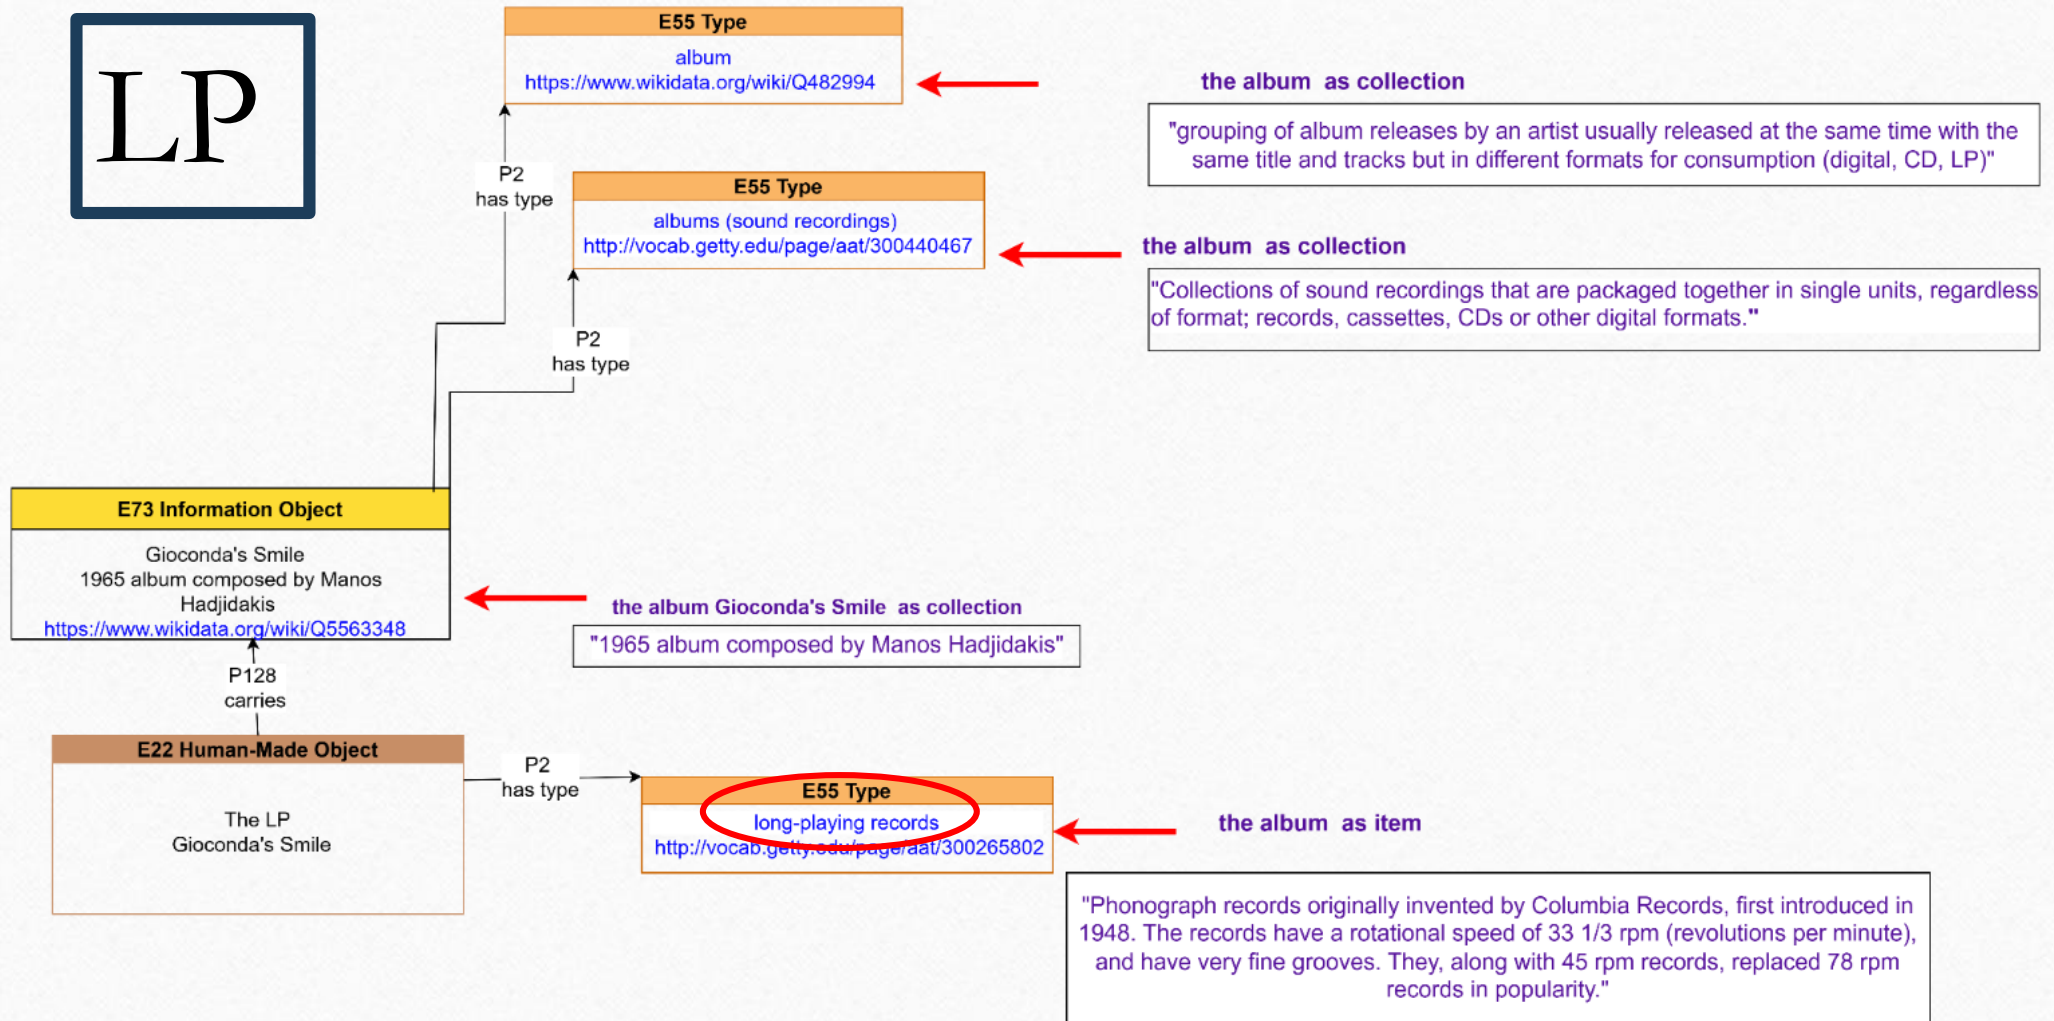 LP
E55 Type
album
https://www.wikidata.org/wiki/Q482994
the album as collection
"grouping of album releases by an artist usually released at the same time with the
same title and tracks but in different formats for consumption (digital, CD, LP)"
P2
has type
E55 Type
albums (sound recordings)
http://vocab.getty.edu/page/aat/300440467
the album as collection
"Collections of sound recordings that are packaged together in single units, regardless
of format; records, cassettes, CDs or other digital formats."
P2
has type
E73 Information Object
Gioconda's Smile
1965 album composed by Manos
Hadjidakis
https://www.wikidata.org/wiki/Q5563348
the album Gioconda's Smile as collection
"1965 album composed by Manos Hadjidakis"
P128
carries
E22 Human-Made Object
The LP
Gioconda's Smile
P2
has type
E55 Type
long-playing records
http://vocab.getty.edu/page/aat/300265802
the album as item
"Phonograph records originally invented by Columbia Records, first introduced in
1948. The records have a rotational speed of 33 1/3 rpm (revolutions per minute),
and have very fine grooves. They, along with 45 rpm records, replaced 78 rpm
records in popularity."